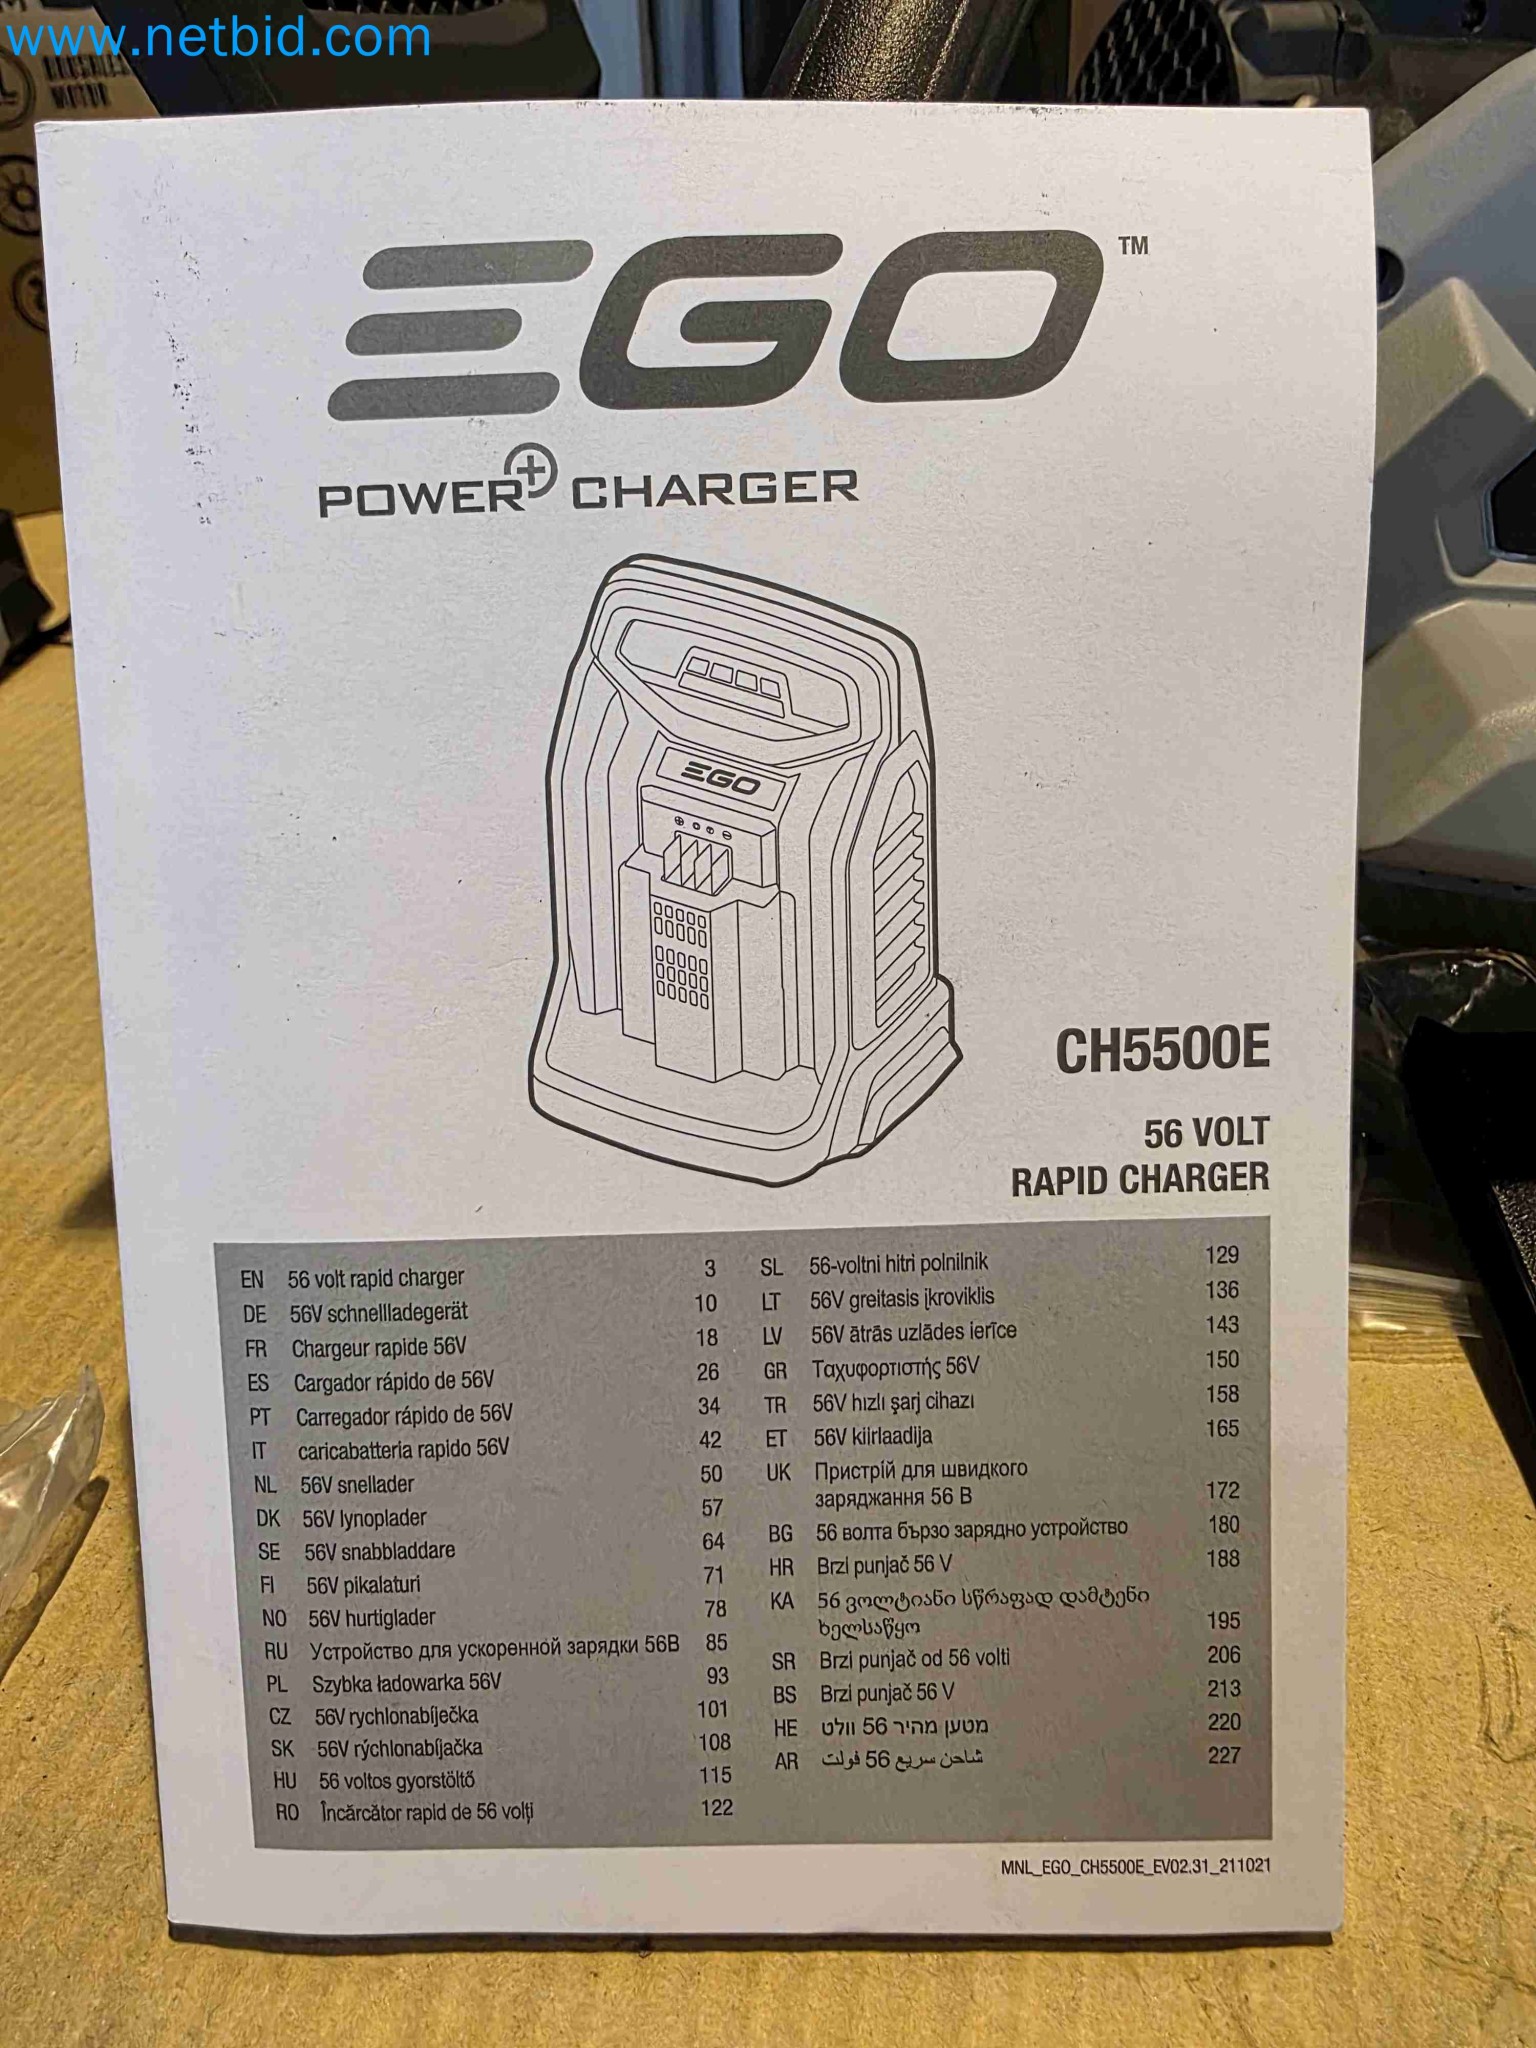 www.netbid.com
MOTOR
EGO™
POWER+ CHARGER
EGO
CH5500E
56 VOLT
RAPID CHARGER
EN 56 volt rapid charger 3
DE 56V schnellladegerät 10
FR Chargeur rapide 56V 18
ES Cargador rápido de 56V 26
PT Carregador rápido de 56V 34
IT caricabatteria rapido 56V 42
NL 56V snellader 50
DK 56V lynoplader 57
SE 56V snabbladdare 64
FI 56V pikalaturi 71
NO 56V hurtiglader 78
RU Устройство для ускоренной зарядки 56В 85
PL Szybka ładowarka 56V 93
CZ 56V rychlonabíječka 101
SK 56V rýchlonabíjačka 108
HU 56 voltos gyorstöltő 115
RO Încărcător rapid de 56 volți 122
SL 56-voltni hitri polnilnik 129
LT 56V greitasis įkroviklis 136
LV 56V ātrās uzlādes ierīce 143
GR Ταχυφορτιστής 56V 150
TR 56V hızlı şarj cihazı 158
ET 56V kiirlaadija 165
UK Пристрій для швидкого
заряджання 56 В 172
BG 56 волта бързо зарядно устройство 180
HR Brzi punjač 56 V 188
KA 56 ვოლტიანი სწრაფად დამტენი
ხელსაწყო 195
SR Brzi punjač od 56 volti 206
BS Brzi punjač 56 V 213
HE מטען מהיר 56 וולט 220
AR شاحن سريع 56 فولت 227
MNL_EGO_CH5500E_EV02.31_211021